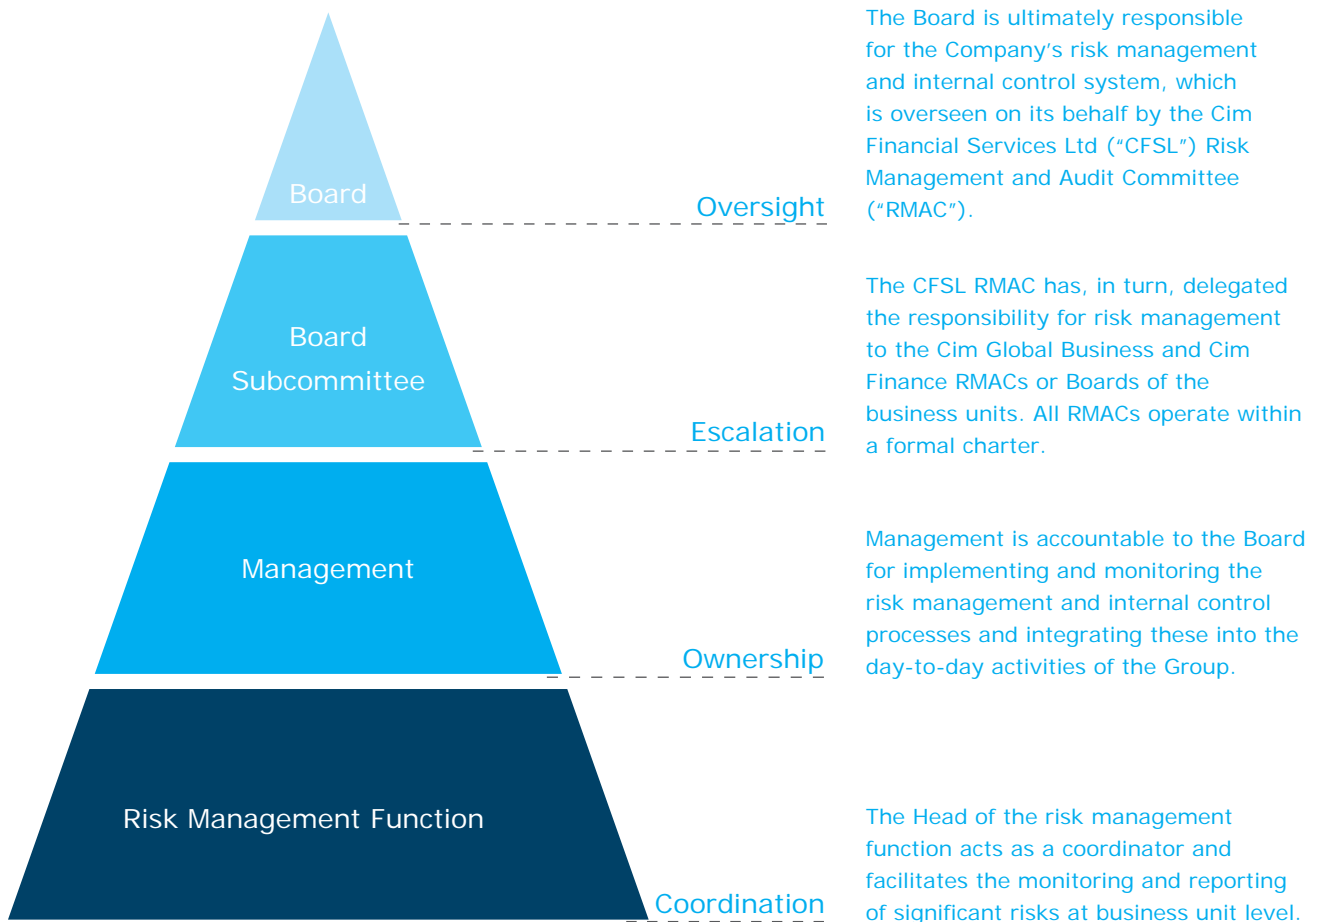 Board
Oversight
The Board is ultimately responsible
for the Company’s risk management
and internal control system, which
is overseen on its behalf by the Cim
Financial Services Ltd (“CFSL”) Risk
Management and Audit Committee
(“RMAC”).
Board
Subcommittee
Escalation
The CFSL RMAC has, in turn, delegated
the responsibility for risk management
to the Cim Global Business and Cim
Finance RMACs or Boards of the
business units. All RMACs operate within
a formal charter.
Management
Ownership
Management is accountable to the Board
for implementing and monitoring the
risk management and internal control
processes and integrating these into the
day-to-day activities of the Group.
Risk Management Function
Coordination
The Head of the risk management
function acts as a coordinator and
facilitates the monitoring and reporting
of significant risks at business unit level.